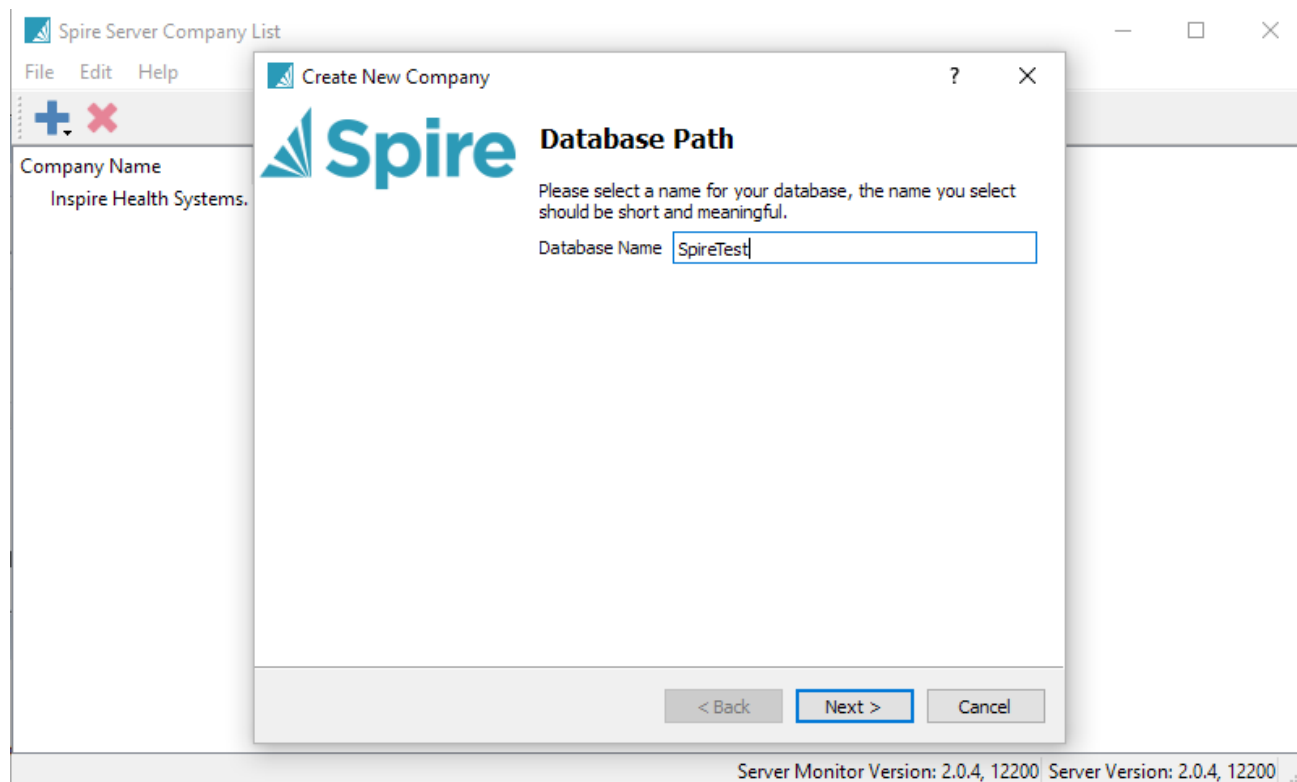 Spire Server Company List
File Edit Help
Company Name
Inspire Health Systems.
Create New Company
?
Spire
Database Path
Please select a name for your database, the name you select
should be short and meaningful.
Database Name SpireTest
< Back Next > Cancel
Server Monitor Version: 2.0.4, 12200 Server Version: 2.0.4, 12200